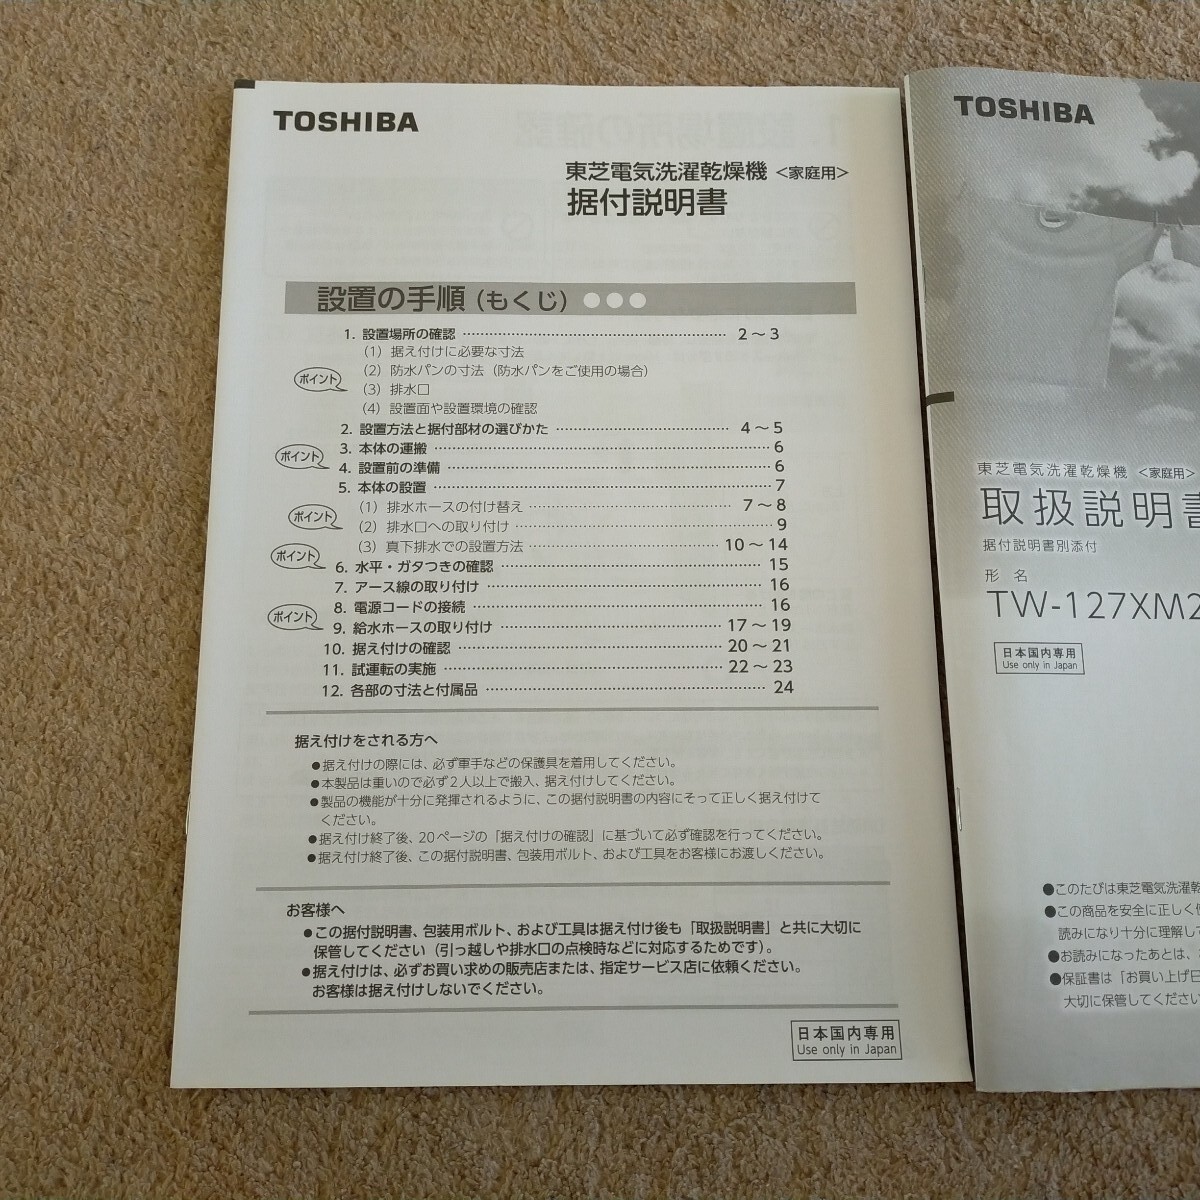 TOSHIBA
東芝電気洗濯乾燥機 <家庭用>
据付説明書
設置の手順 (もくじ) ●●●
1. 設置場所の確認 2～3
(1) 据え付けに必要な寸法
(2) 防水パンの寸法（防水パンをご使用の場合）
ポイント
(3) 排水口
(4) 設置面や設置環境の確認
2. 設置方法と据付部材の選びかた 4～5
3. 本体の運搬 6
ポイント
4. 設置前の準備 6
5. 本体の設置 7
(1) 排水ホースの付け替え 7～8
ポイント
(2) 排水口への取り付け 9
(3) 真下排水での設置方法 10～14
ポイント
6. 水平・ガタつきの確認 15
7. アース線の取り付け 16
8. 電源コードの接続 16
ポイント
9. 給水ホースの取り付け 17～19
10. 据え付けの確認 20～21
11. 試運転の実施 22～23
12. 各部の寸法と付属品 24
据え付けをされる方へ
●据え付けの際には、必ず軍手などの保護具を着用してください。
●本製品は重いので必ず2人以上で搬入、据え付けしてください。
●製品の機能が十分に発揮されるように、この据付説明書の内容にそって正しく据え付けて
ください。
●据え付け終了後、20ページの「据え付けの確認」に基づいて必ず確認を行ってください。
●据え付け終了後、この据付説明書、包装用ボルト、および工具をお客様にお渡しください。
お客様へ
●この据付説明書、包装用ボルト、および工具は据え付け後も「取扱説明書」と共に大切に
保管してください（引っ越しや排水口の点検時などに対応するためです）。
●据え付けは、必ずお買い求めの販売店または、指定サービス店に依頼ください。
お客様は据え付けしないでください。
日本国内専用
Use only in Japan
TOSHIBA
東芝電気洗濯乾燥機 <家庭用>
取扱説明書
据付説明書別添付
形名
TW-127XM2
日本国内専用
Use only in Japan
●このたびは東芝電気洗濯乾
●この商品を安全に正しく
読みになり十分に理解して
●お読みになったあとは、
●保証書は「お買い上げ日
大切に保管してください